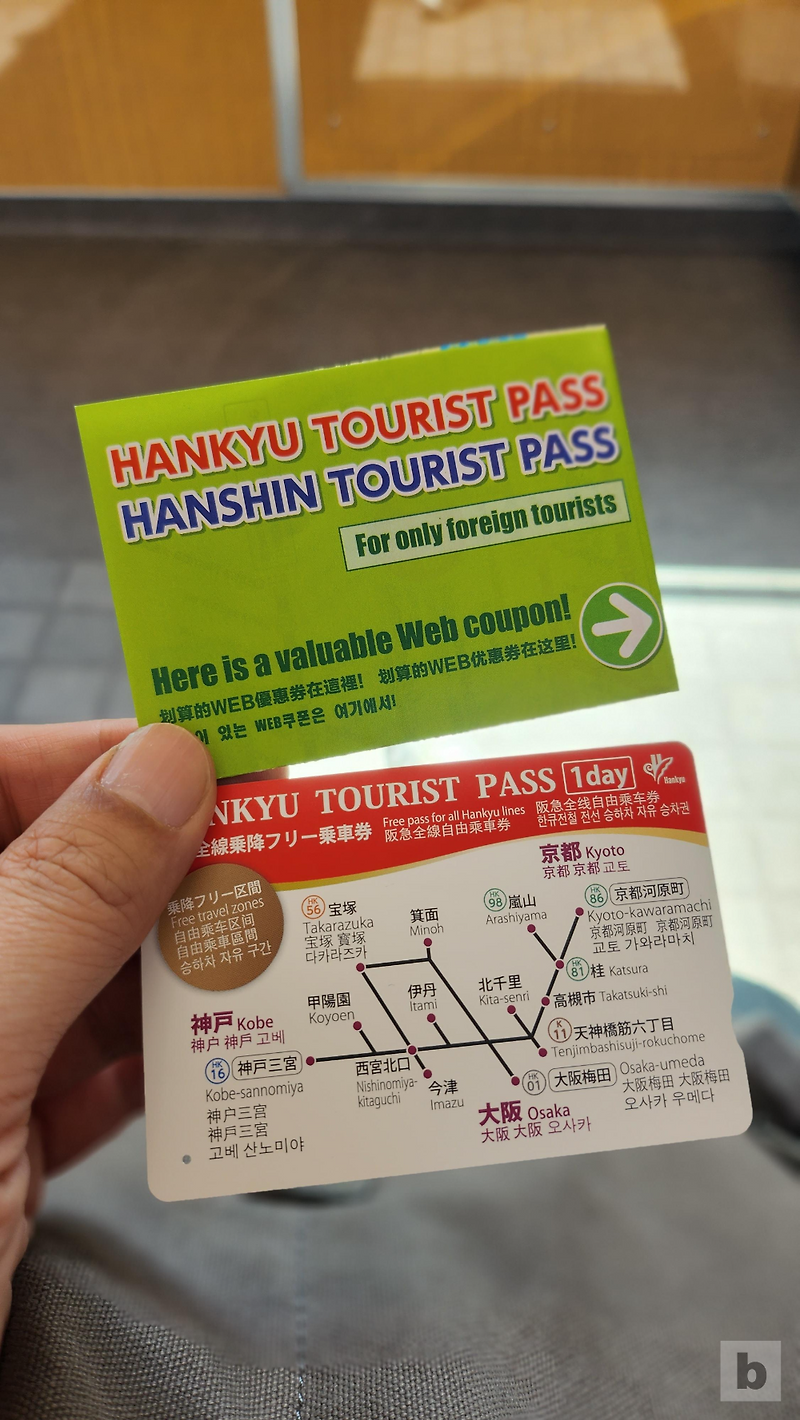 HANKYU TOURIST PASS
HANSHIN TOURIST PASS
For only foreign tourists
Here is a valuable Web coupon!
划算的WEB優惠券在這裡! 划算的WEB优惠券在这里!
있는 WEB쿠폰은 여기에서!
NKYU TOURIST PASS 1day
Hankyu
全線乗降フリー乗車券
Free pass for all Hankyu lines
阪急全線自由乘車券
阪急全线自由乘车券
한큐전철 전선 승하차 자유 승차권
乗降フリー区間
Free travel zones
自由乘车区间
自由乘車區間
승하차 자유 구간
京都 Kyoto
京都 京都 교토
HK 56 宝塚
Takarazuka
宝塚 寶塚
다카라즈카
箕面
Minoh
HK 98 嵐山
Arashiyama
HK 86 京都河原町
Kyoto-kawaramachi
京都河原町 京都河原町
교토 가와라마치
HK 81 桂 Katsura
北千里
Kita-senri
高槻市 Takatsuki-shi
甲陽園
Koyoen
伊丹
Itami
K 11 天神橋筋六丁目
Tenjimbashisuji-rokuchome
神戸 Kobe
神户 神戶 고베
HK 16 神戸三宮
Kobe-sannomiya
神户三宫
神戶三宮
고베 산노미야
西宮北口
Nishinomiya-
kitaguchi
今津
Imazu
HK 01 大阪梅田 Osaka-umeda
大阪梅田 大阪梅田
오사카 우메다
大阪 Osaka
大阪 大阪 오사카
b